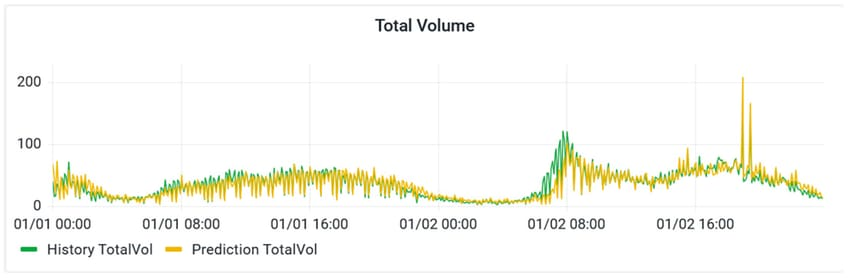 Total Volume
200
100
0
01/01 00:00 01/01 08:00 01/01 16:00 01/02 00:00 01/02 08:00 01/02 16:00
History TotalVol Prediction TotalVol